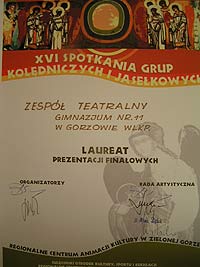 XVI SPOTKANIA GRUP
KOLĘDNICZYCH I JASEŁKOWYCH
ZESPÓŁ TEATRALNY
GIMNAZJUM NR 11
W GORZOWIE WLKP.
LAUREAT
PREZENTACJI FINAŁOWYCH
ORGANIZATORZY
RADA ARTYSTYCZNA
REGIONALNE CENTRUM ANIMACJI KULTURY W ZIELONEJ GÓRZE